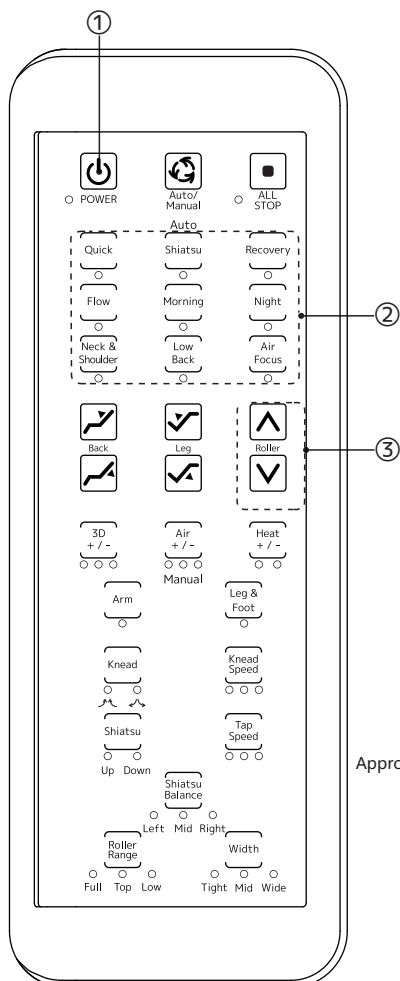 ①
POWER
Auto/
Manual
ALL
STOP
Auto
Quick
Shiatsu
Recovery
Flow
Morning
Night
②
Neck &
Shoulder
Low
Back
Air
Focus
Back
Leg
Roller
③
3D
+ / -
Air
+ / -
Heat
+ / -
Manual
Arm
Leg &
Foot
Knead
Knead
Speed
Shiatsu
Tap
Speed
Up Down
Appro
Shiatsu
Balance
Left Mid Right
Roller
Range
Width
Full Top Low
Tight Mid Wide